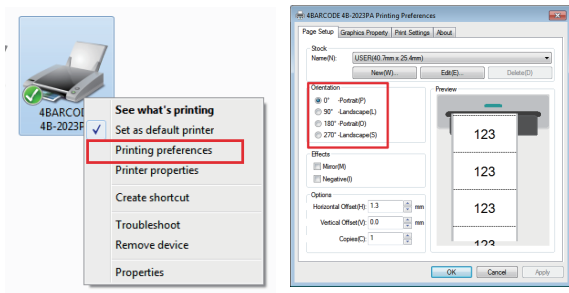 4BARCODE
4B-2023P
See what's printing
Set as default printer
Printing preferences
Printer properties
Create shortcut
Troubleshoot
Remove device
Properties
4BARCODE 4B-2023PA Printing Preferences
Page Setup Graphics Property Print Settings About
Stock
Name(N): USER(40.7mm x 25.4mm)
New(W)... Edit(E)... Delete(D)
Orientation
0° -Portrait(P)
90° -Landscape(L)
180° -Portrait(O)
270° -Landscape(S)
Effects
Mirror(M)
Negative(I)
Options
Horizontal Offset(H): 1.3 mm
Vertical Offset(V): 0.0 mm
Copies(C): 1
Preview
123
123
123
123
OK Cancel Apply